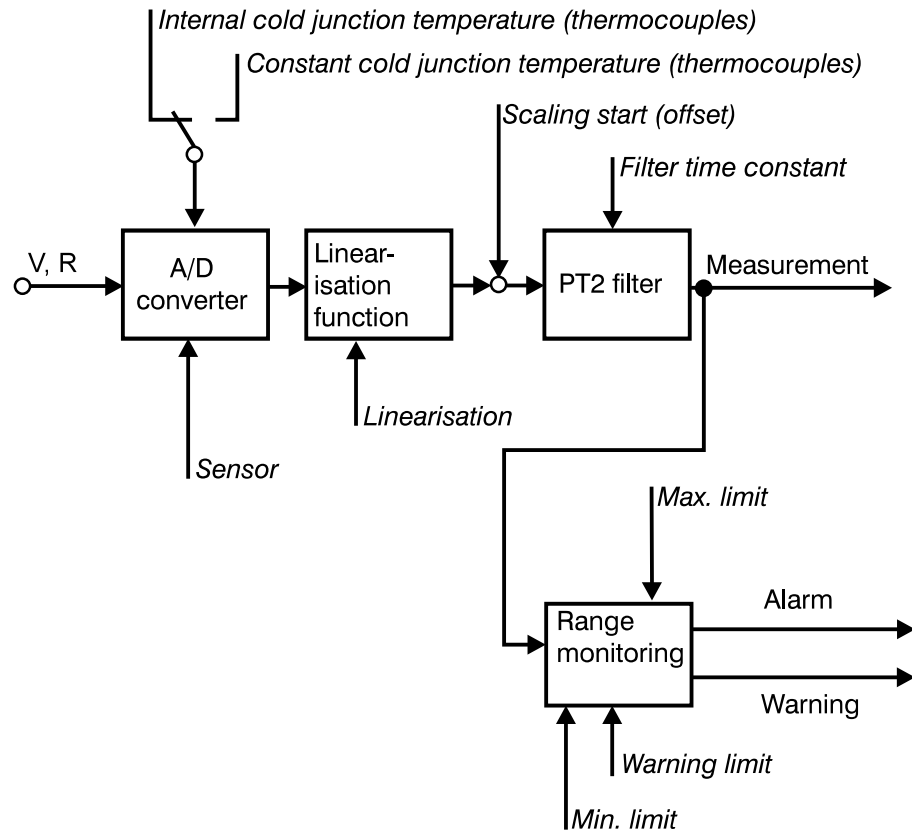 Internal cold junction temperature (thermocouples)
Constant cold junction temperature (thermocouples)
Scaling start (offset)
Filter time constant
V, R
A/D
converter
Linear-
isation
function
PT2 filter
Measurement
Linearisation
Sensor
Max. limit
Range
monitoring
Alarm
Warning
Warning limit
Min. limit